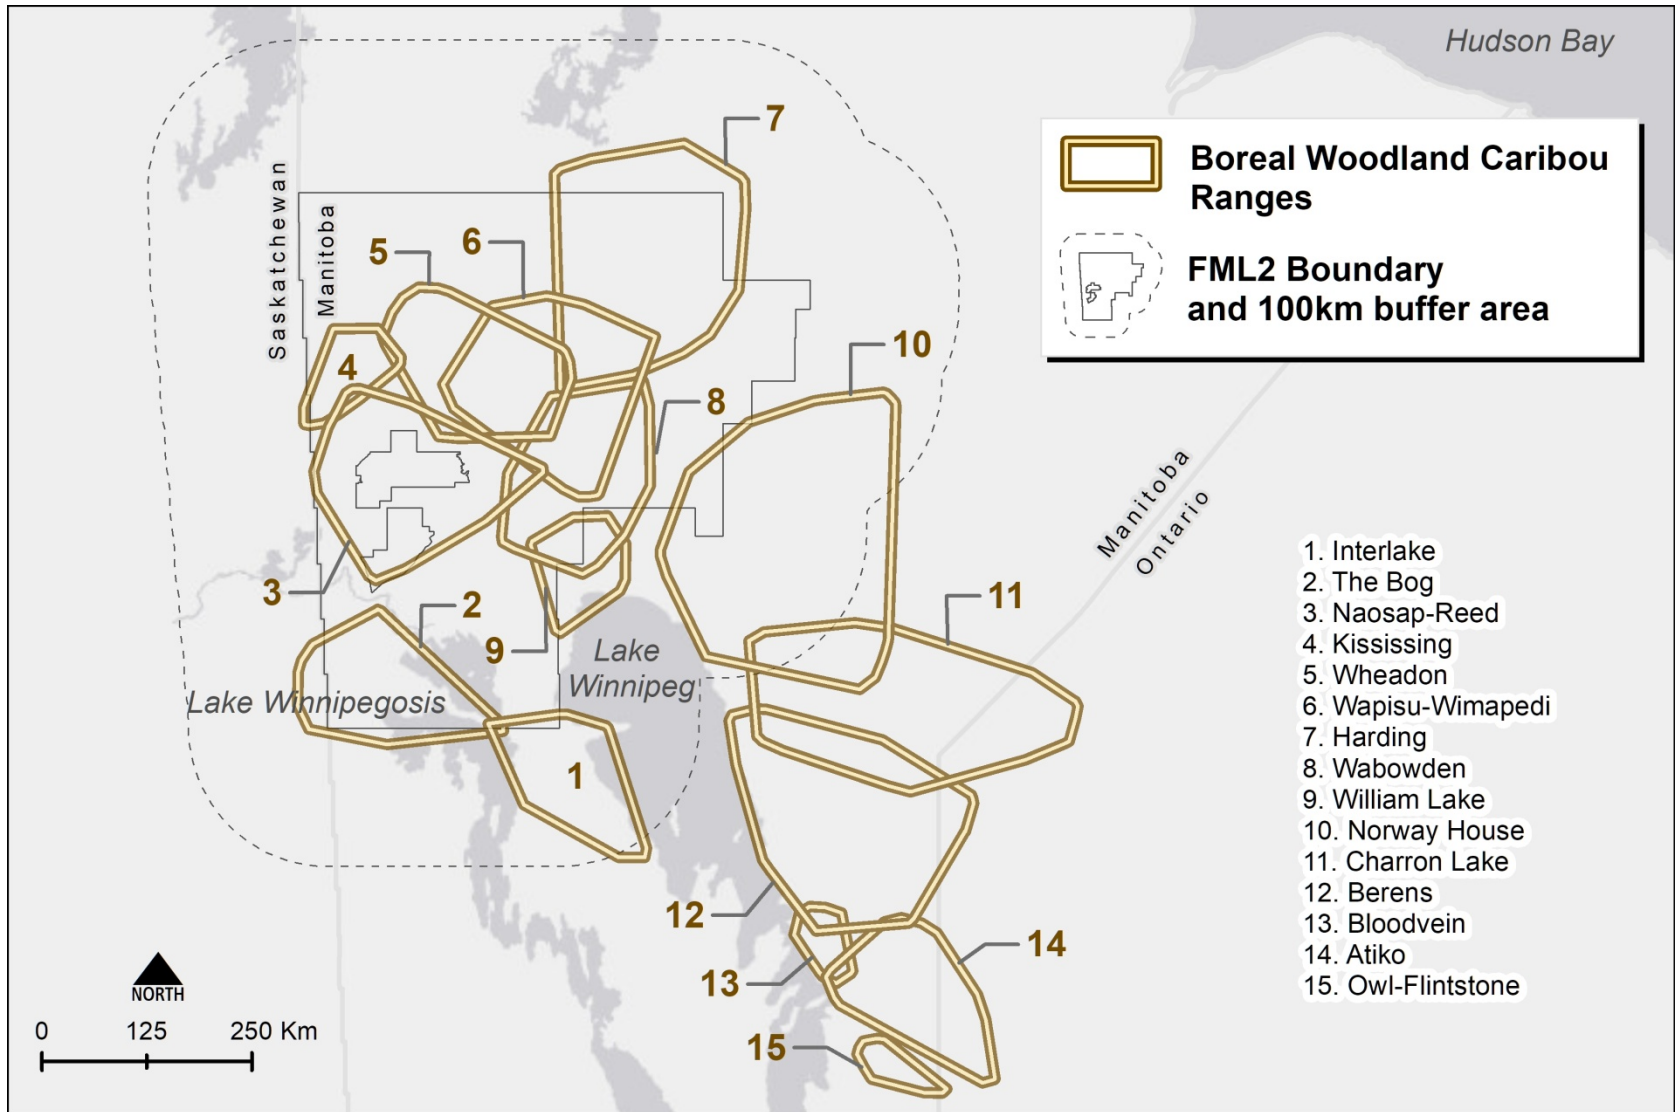 Hudson Bay
7
Boreal Woodland Caribou
Ranges
Saskatchewan
Manitoba
6
5
FML2 Boundary
and 100km buffer area
10
4
8
Manitoba
Ontario
1. Interlake
2. The Bog
3. Naosap-Reed
4. Kississing
5. Wheadon
6. Wapisu-Wimapedi
7. Harding
8. Wabowden
9. William Lake
10. Norway House
11. Charron Lake
12. Berens
13. Bloodvein
14. Atiko
15. Owl-Flintstone
3
2
11
9
Lake
Winnipeg
Lake Winnipegosis
1
12
14
13
15
NORTH
0 125 250 Km